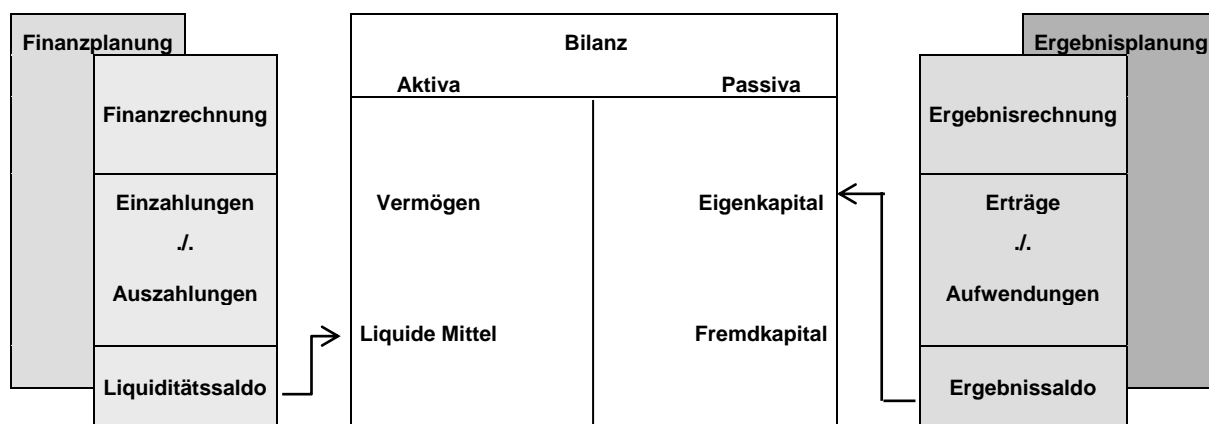 Finanzplanung
Finanzrechnung
Einzahlungen
./.
Auszahlungen
Liquiditätssaldo
Bilanz
Aktiva
Passiva
Vermögen
Eigenkapital
Liquide Mittel
Fremdkapital
Ergebnisplanung
Ergebnisrechnung
Erträge
./.
Aufwendungen
Ergebnissaldo